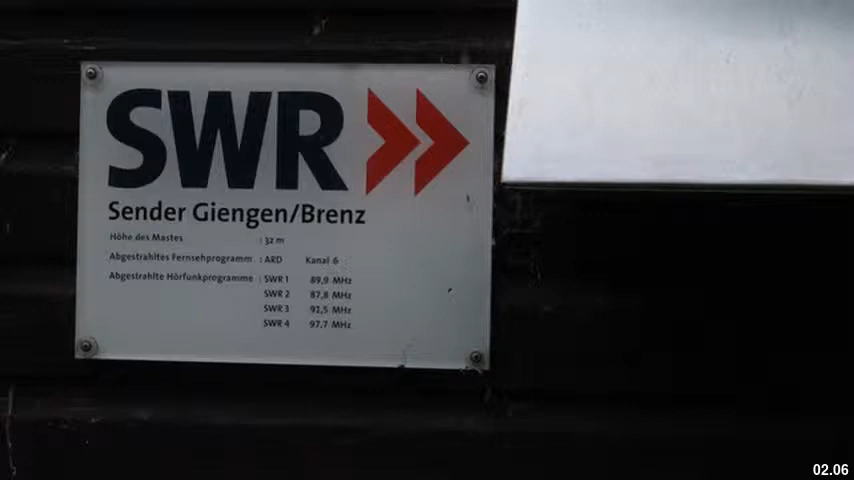 SWR
Sender Giengen/Brenz
Höhe des Mastes : 32 m
Abgestrahltes Fernsehprogramm : ARD Kanal 6
Abgestrahlte Hörfunkprogramme : SWR 1 89,9 MHz
SWR 2 87,8 MHz
SWR 3 92,5 MHz
SWR 4 97,7 MHz
02.06